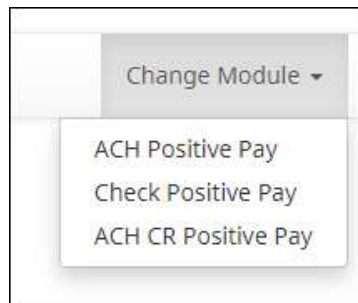 Change Module
ACH Positive Pay
Check Positive Pay
ACH CR Positive Pay